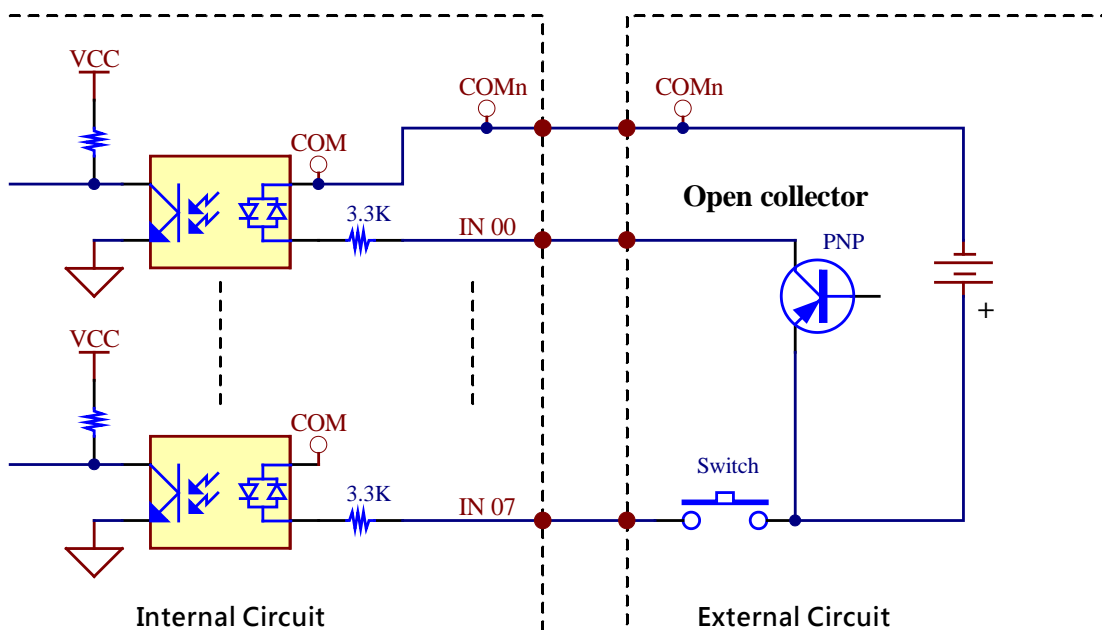 VCC
COMn
COMn
COM
Open collector
3.3K
IN 00
PNP
+
VCC
COM
Switch
3.3K
IN 07
Internal Circuit
External Circuit